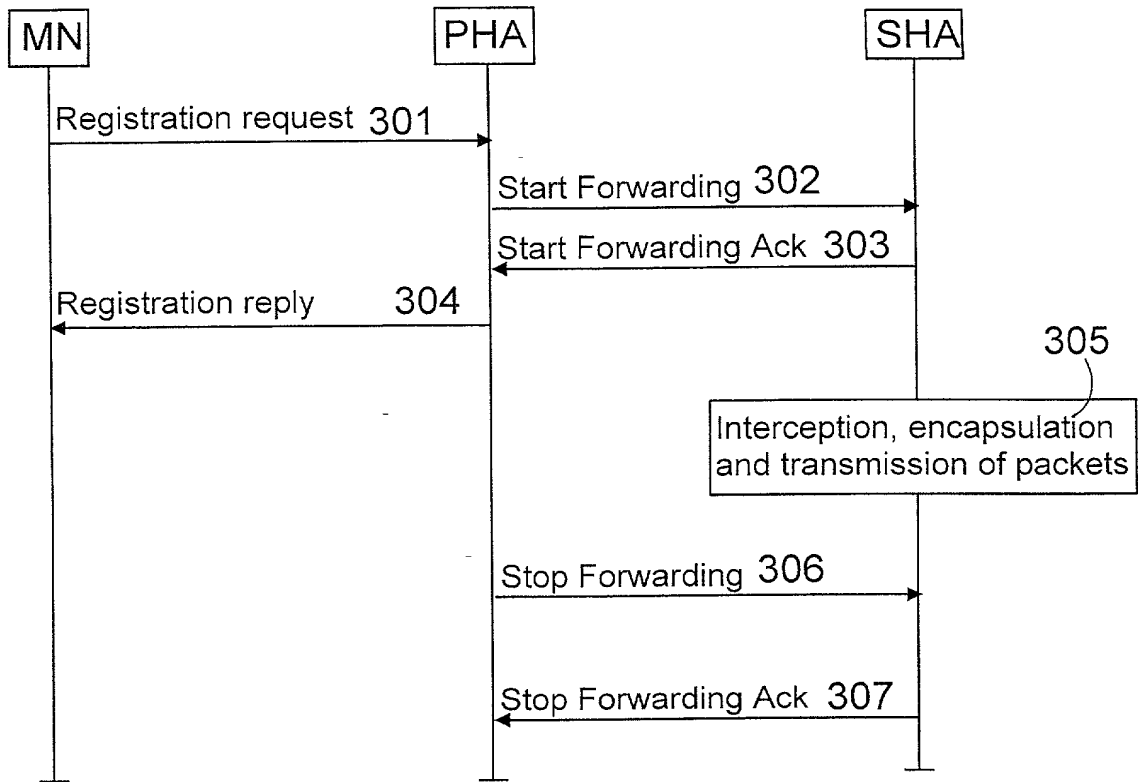 MN
PHA
SHA
Registration request 301
Start Forwarding 302
Start Forwarding Ack 303
Registration reply 304
305
Interception, encapsulation
and transmission of packets
Stop Forwarding 306
Stop Forwarding Ack 307